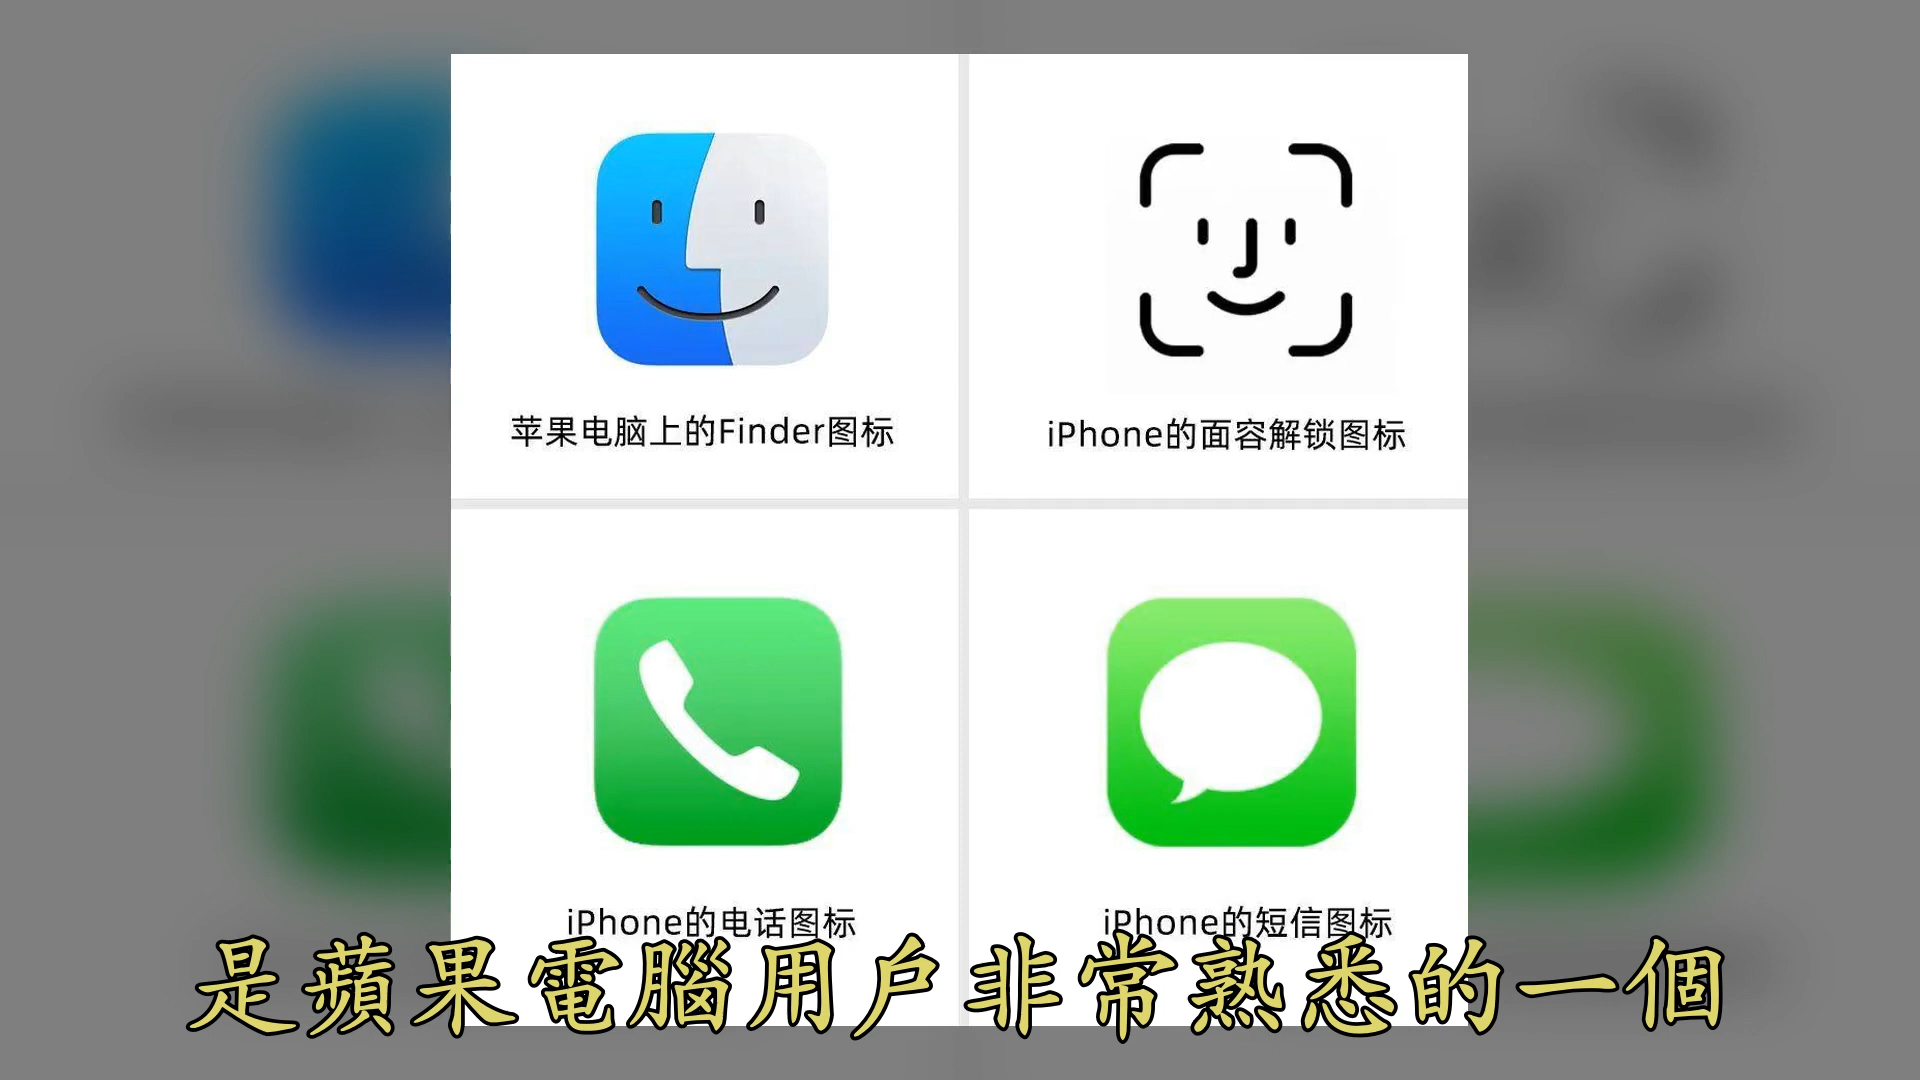 苹果电脑上的Finder图标
iPhone的面容解锁图标
iPhone的电话图标
iPhone的短信图标
是蘋果電腦用戶非常熟悉的一個